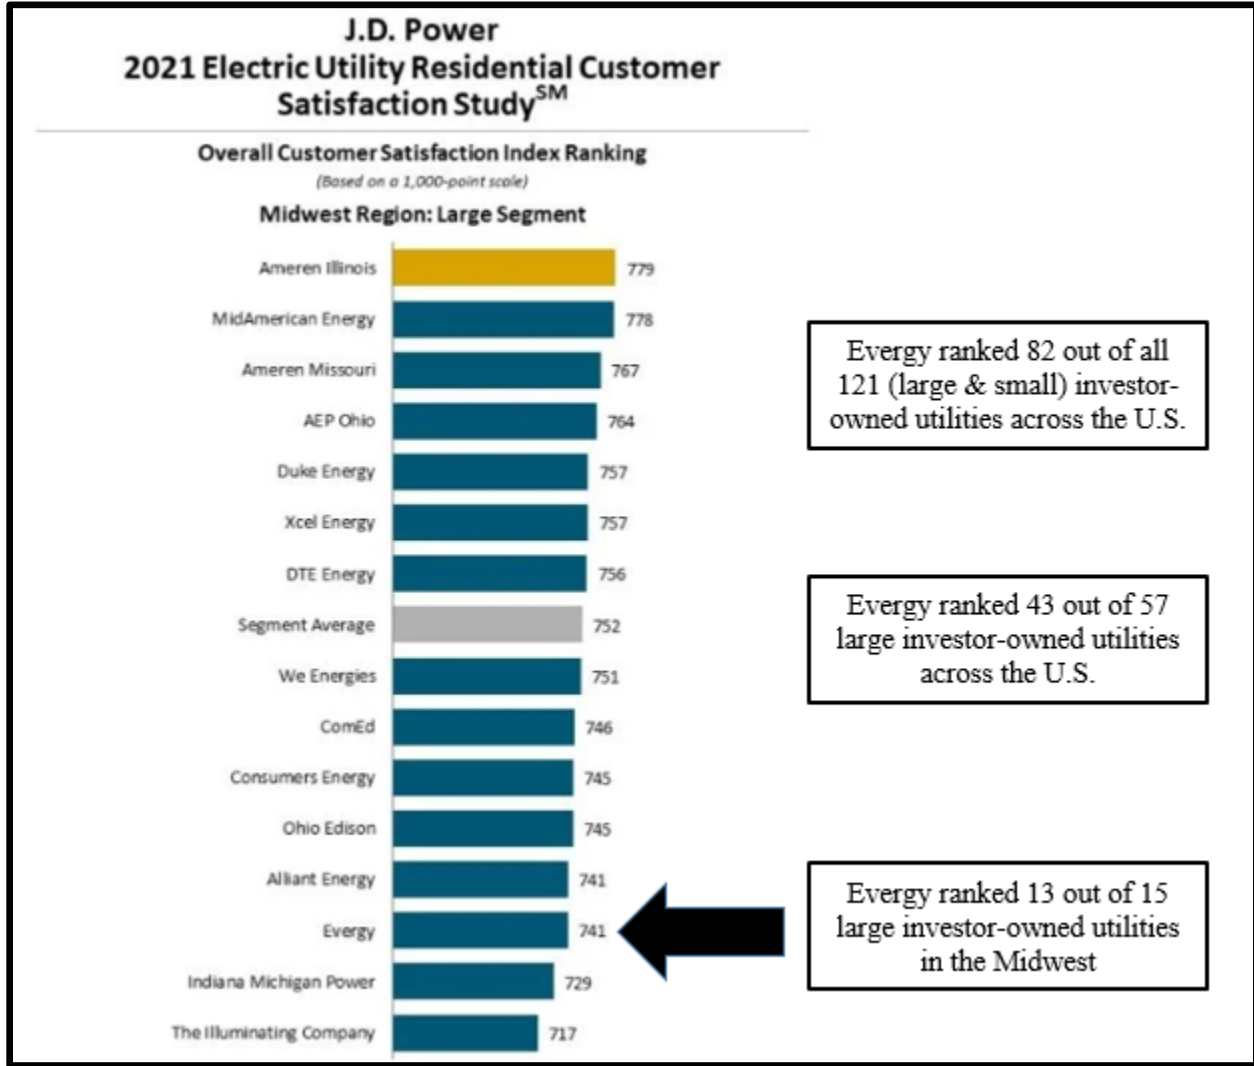 J.D. Power
2021 Electric Utility Residential Customer
Satisfaction StudySM
Overall Customer Satisfaction Index Ranking
(Based on a 1,000-point scale)
Midwest Region: Large Segment
Ameren Illinois 779
MidAmerican Energy 778
Ameren Missouri 767
AEP Ohio 764
Duke Energy 757
Xcel Energy 757
DTE Energy 756
Segment Average 752
We Energies 751
ComEd 746
Consumers Energy 745
Ohio Edison 745
Alliant Energy 741
Evergy 741
Indiana Michigan Power 729
The Illuminating Company 717
Evergy ranked 82 out of all
121 (large & small) investor-
owned utilities across the U.S.
Evergy ranked 43 out of 57
large investor-owned utilities
across the U.S.
Evergy ranked 13 out of 15
large investor-owned utilities
in the Midwest